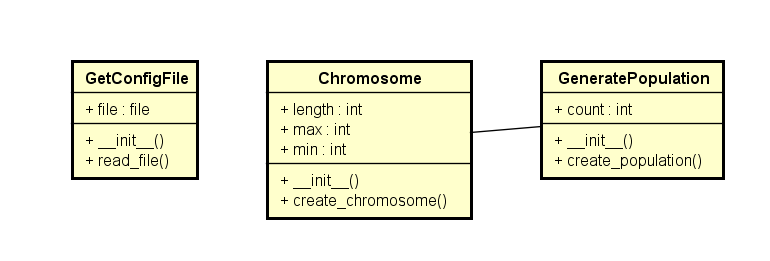 GetConfigFile
+ file : file
+ __init__()
+ read_file()
Chromosome
+ length : int
+ max : int
+ min : int
+ __init__()
+ create_chromosome()
GeneratePopulation
+ count : int
+ __init__()
+ create_population()